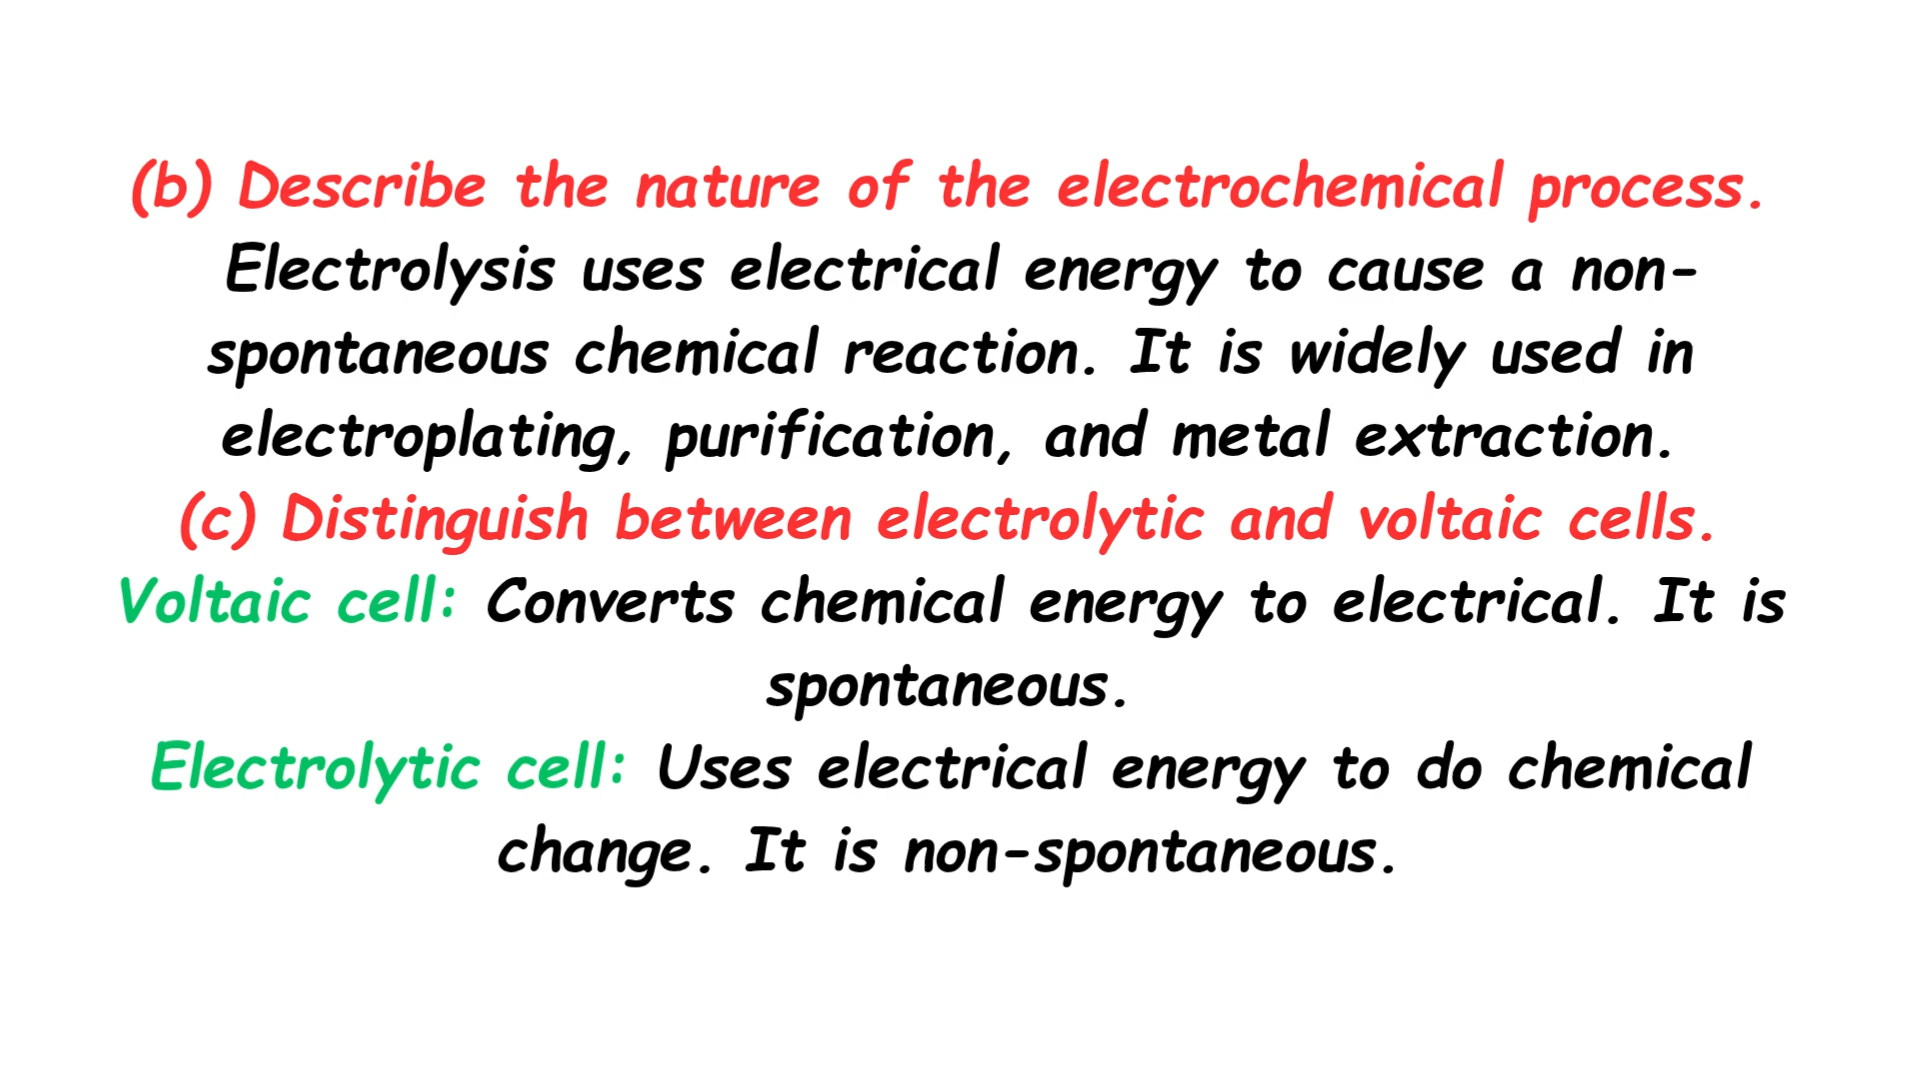 (b) Describe the nature of the electrochemical process.
Electrolysis uses electrical energy to cause a non-
spontaneous chemical reaction. It is widely used in
electroplating, purification, and metal extraction.
(c) Distinguish between electrolytic and voltaic cells.
Voltaic cell: Converts chemical energy to electrical. It is
spontaneous.
Electrolytic cell: Uses electrical energy to do chemical
change. It is non-spontaneous.